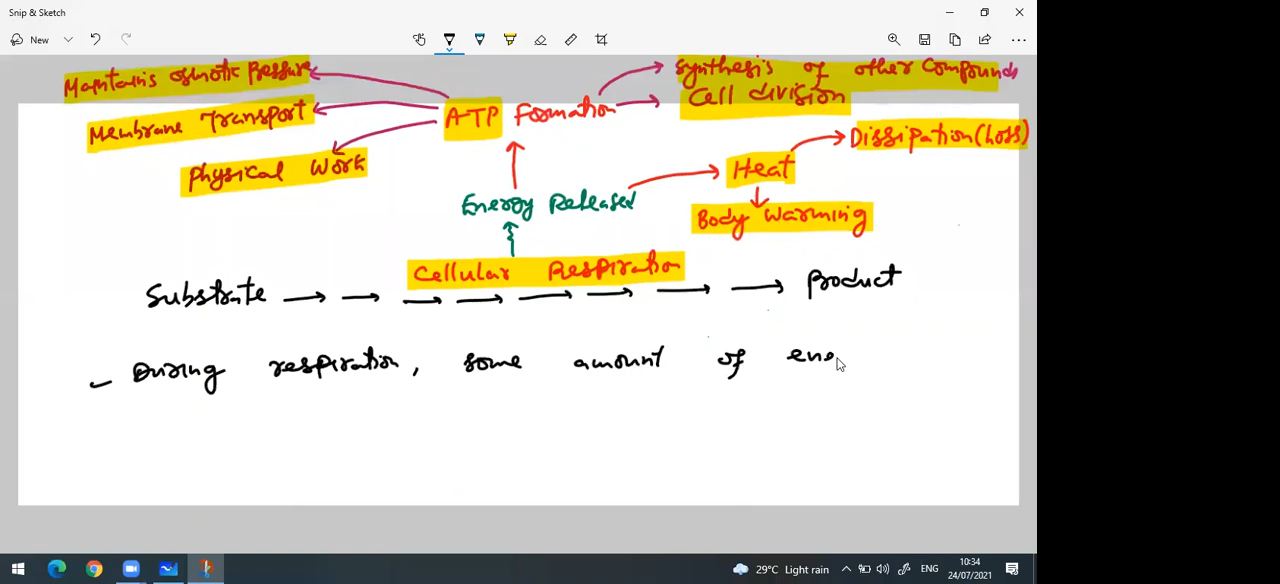 Snip & Sketch
New
Maintains osmotic Pressure
Synthesis of other Compounds
Membrane Transport
ATP Formation
Cell division
Physical Work
Heat
Dissipation (Loss)
Energy Released
Body Warming
Cellular Respiration
Substrate
Product
During respiration, some amount of ene
29°C Light rain
ENG
10:34
24/07/2021